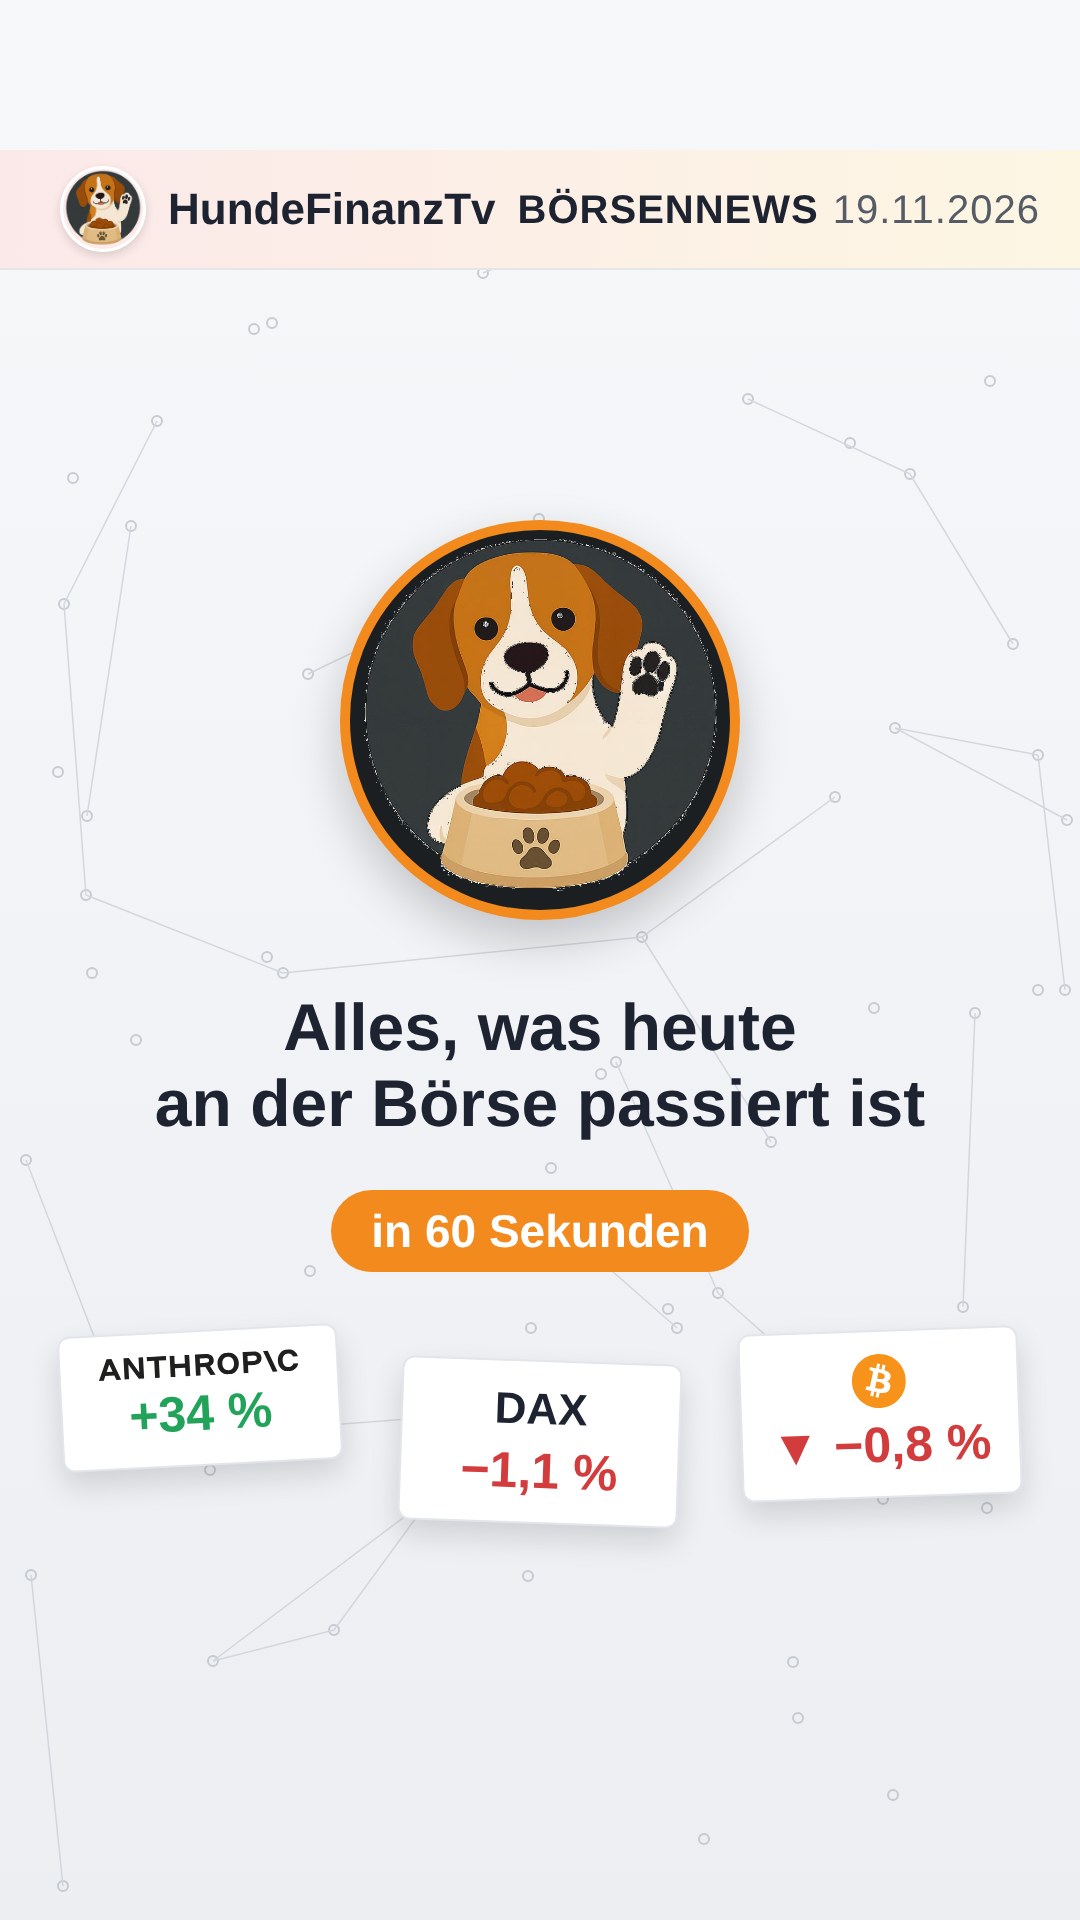 HundeFinanzTv BÖRSENNEWS 19.11.2026
Alles, was heute
an der Börse passiert ist
in 60 Sekunden
ANTHROP\C
+34 %
DAX
−1,1 %
₿
▼ −0,8 %